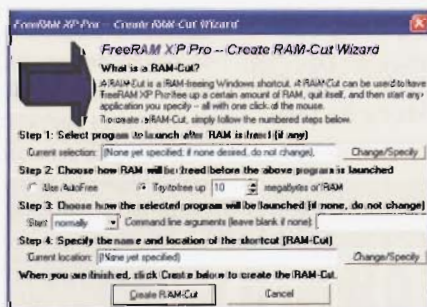 FreeRAM XP Pro -- Create RAM-Cut Wizard
FreeRAM XP Pro -- Create RAM-Cut Wizard
What is a RAM-Cut?
A RAM-Cut is a RAM-freeing Windows shortcut. A RAM-Cut can be used to have
FreeRAM XP Pro free up a certain amount of RAM, quit itself, and then start any
application you specify -- all with one click of the mouse.
To create a RAM-Cut, simply follow the numbered steps below.
Step 1: Select program to launch after RAM is freed (if any)
Current selection: (None yet specified; if none desired, do not change). Change/Specify
Step 2: Choose how RAM will be freed before the above program is launched
Use AutoFree Try to free up 10 megabytes of RAM
Step 3: Choose how the selected program will be launched (if none, do not change)
Start normally Command line arguments (leave blank if none):
Step 4: Specify the name and location of the shortcut (RAM-Cut)
Current location: (None yet specified) Change/Specify
When you are finished, click Create below to create the RAM-Cut.
Create RAM-Cut Cancel